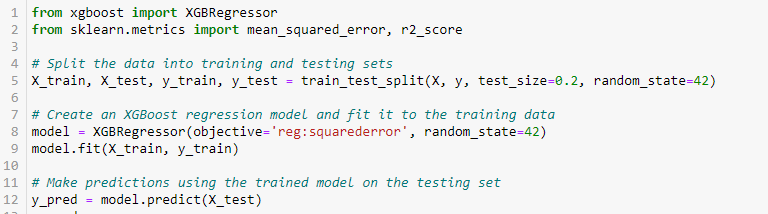 1 from xgboost import XGBRegressor
2 from sklearn.metrics import mean_squared_error, r2_score
3
4 # Split the data into training and testing sets
5 X_train, X_test, y_train, y_test = train_test_split(X, y, test_size=0.2, random_state=42)
6
7 # Create an XGBoost regression model and fit it to the training data
8 model = XGBRegressor(objective='reg:squarederror', random_state=42)
9 model.fit(X_train, y_train)
10
11 # Make predictions using the trained model on the testing set
12 y_pred = model.predict(X_test)